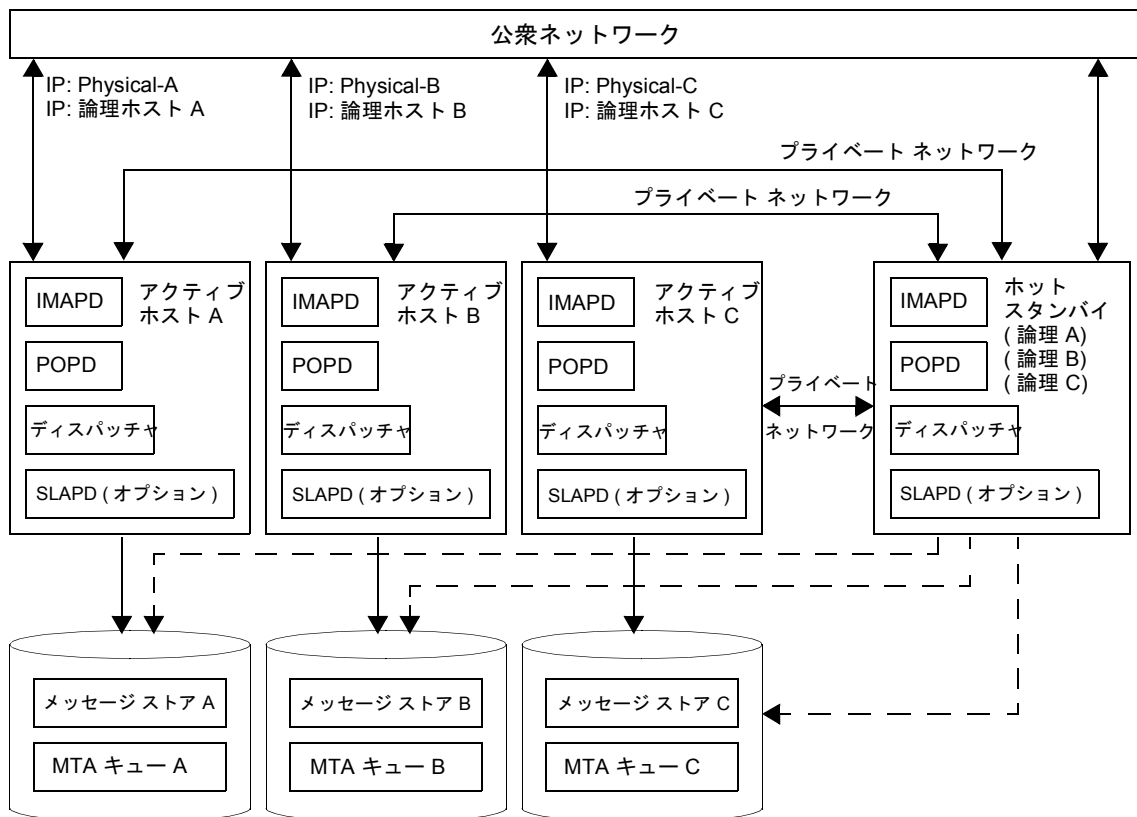 公衆ネットワーク
IP: Physical-A
IP: 論理ホスト A
IP: Physical-B
IP: 論理ホスト B
IP: Physical-C
IP: 論理ホスト C
プライベート ネットワーク
プライベート ネットワーク
IMAPD
アクティブ
ホスト A
POPD
ディスパッチャ
SLAPD ( オプション )
IMAPD
アクティブ
ホスト B
POPD
ディスパッチャ
SLAPD ( オプション )
IMAPD
アクティブ
ホスト C
POPD
ディスパッチャ
SLAPD ( オプション )
プライベート
ネットワーク
IMAPD
ホット
スタンバイ
( 論理 A)
( 論理 B)
( 論理 C)
POPD
ディスパッチャ
SLAPD ( オプション )
メッセージ ストア A
MTA キュー A
メッセージ ストア B
MTA キュー B
メッセージ ストア C
MTA キュー C